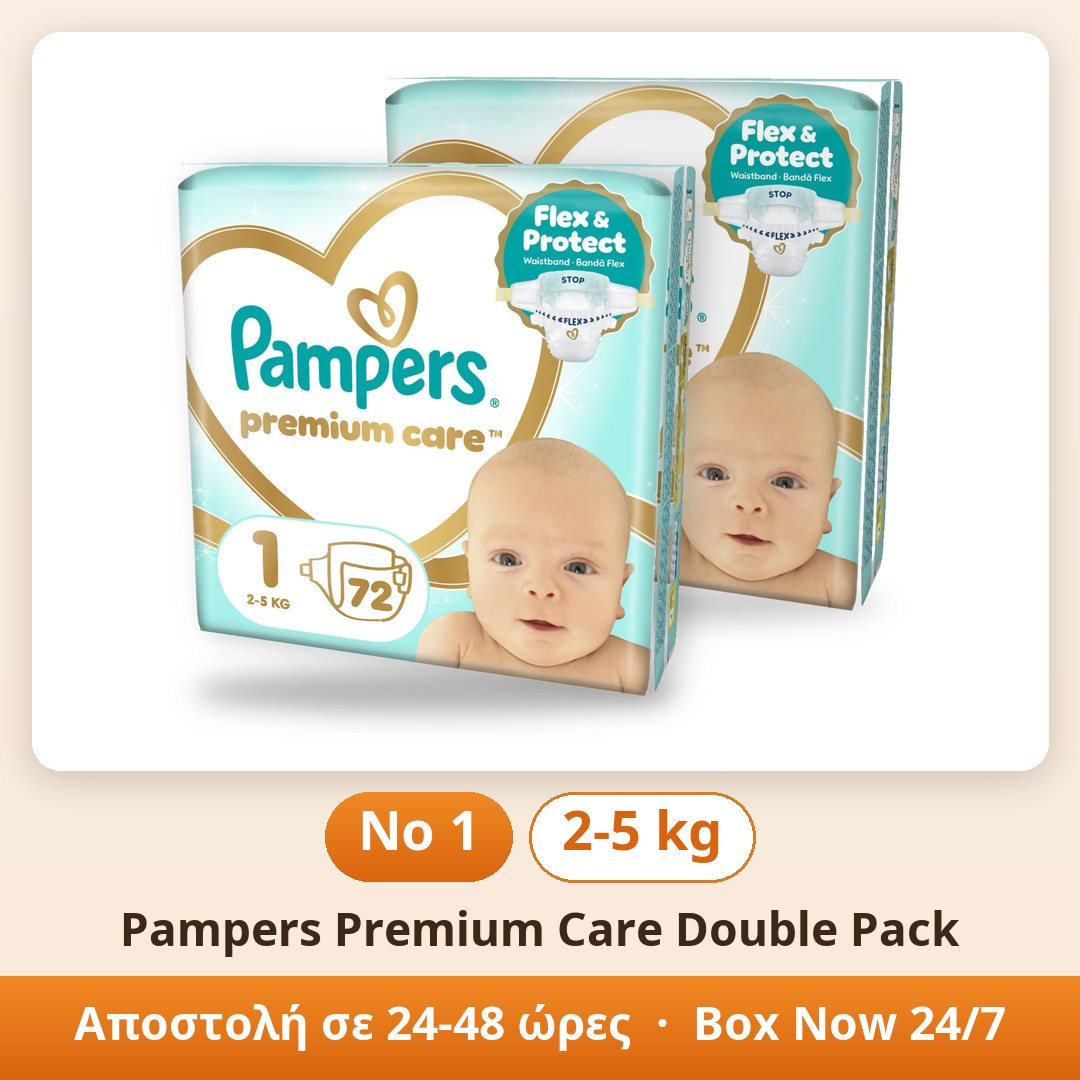 Flex &
Protect
Waistband · Bandă Flex
STOP
FLEX
®
™
Flex &
Protect
Waistband · Bandă Flex
STOP
FLEX
Pampers®
premium care™
1
2-5 KG
72
No 1
2-5 kg
Pampers Premium Care Double Pack
Αποστολή σε 24-48 ώρες · Box Now 24/7